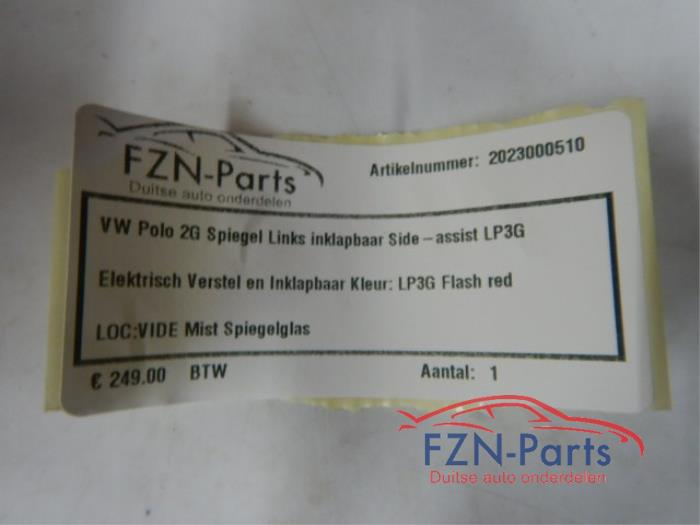 FZN-Parts
Duitse auto onderdelen
Artikelnummer: 2023000510
VW Polo 2G Spiegel Links inklapbaar Side-assist LP3G
Elektrisch Verstel en Inklapbaar Kleur: LP3G Flash red
LOC:VIDE Mist Spiegelglas
€ 249.00 BTW
Aantal: 1
FZN-Parts
Duitse auto onderdelen